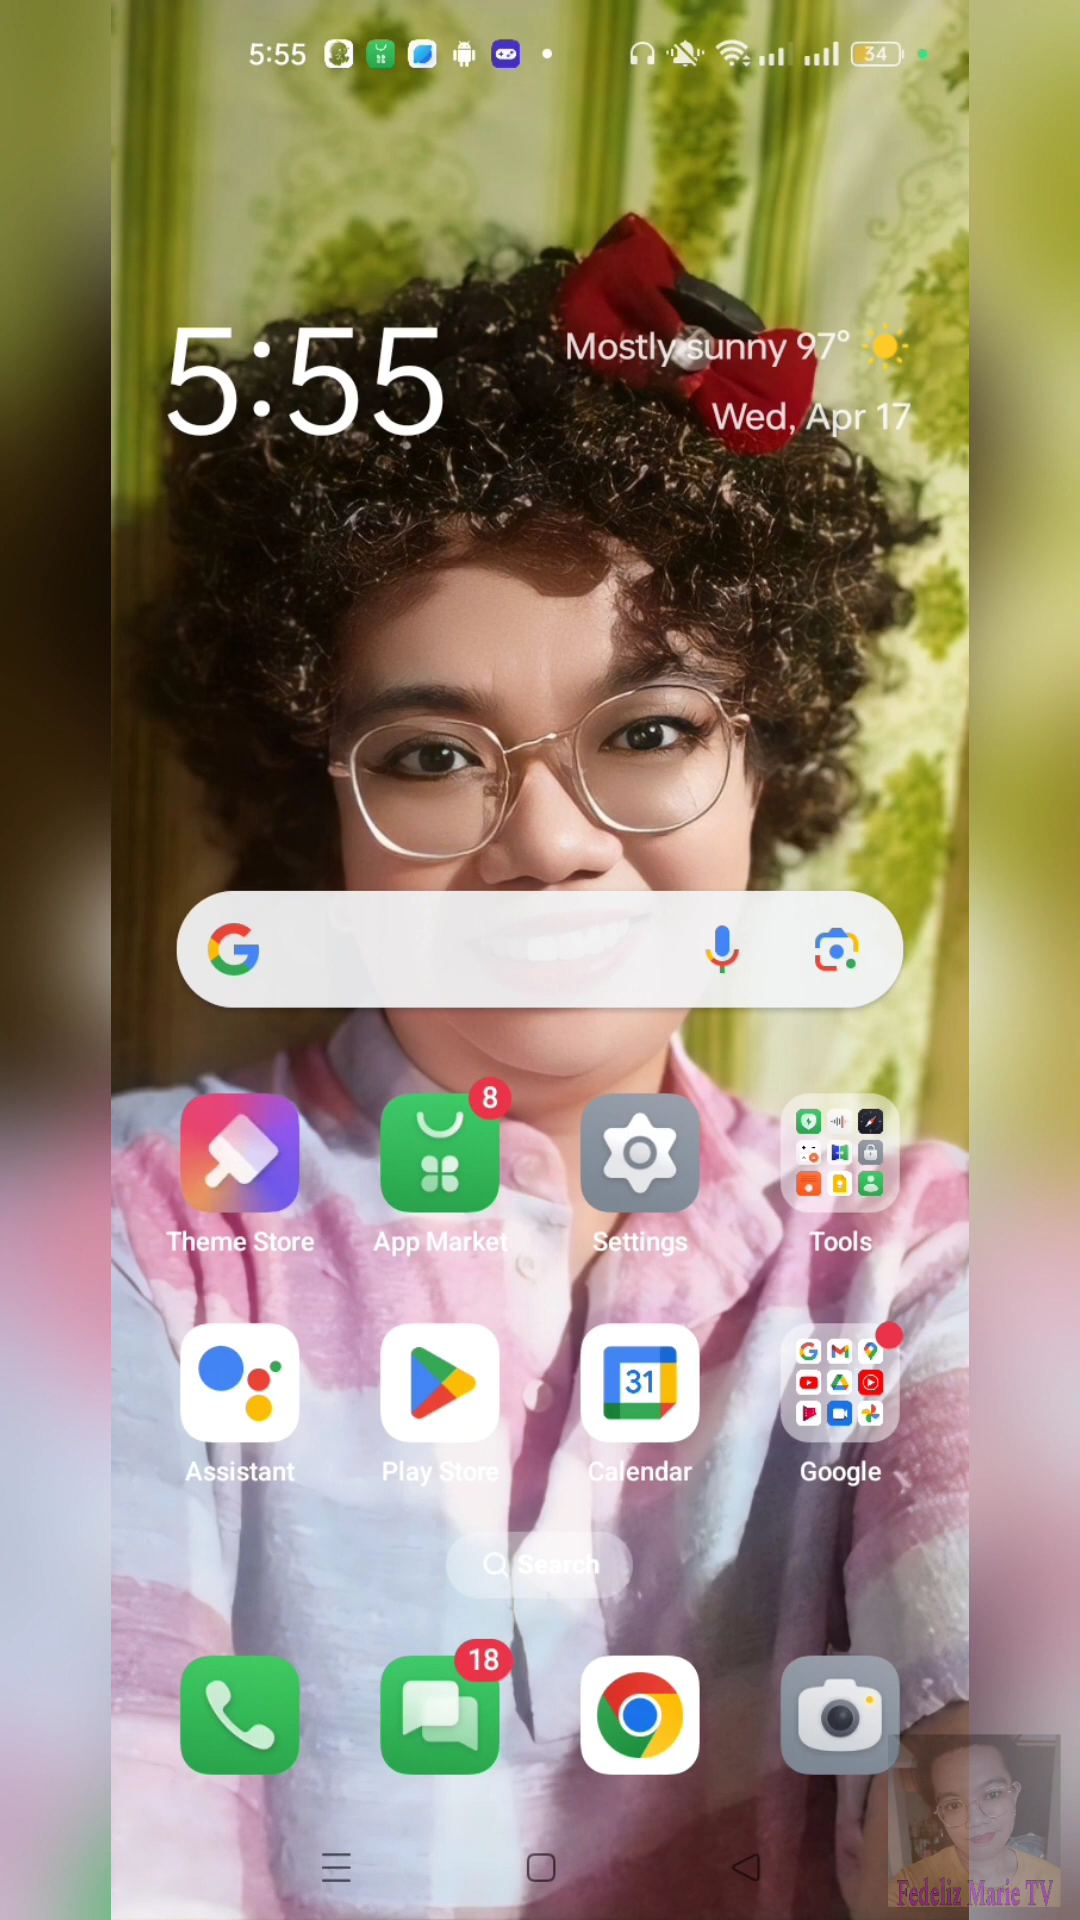 5:55
34
5:55
Mostly sunny 97°
Wed, Apr 17
8
Theme Store
App Market
Settings
Tools
31
Assistant
Play Store
Calendar
Google
Search
18
Fedeliz Marie TV